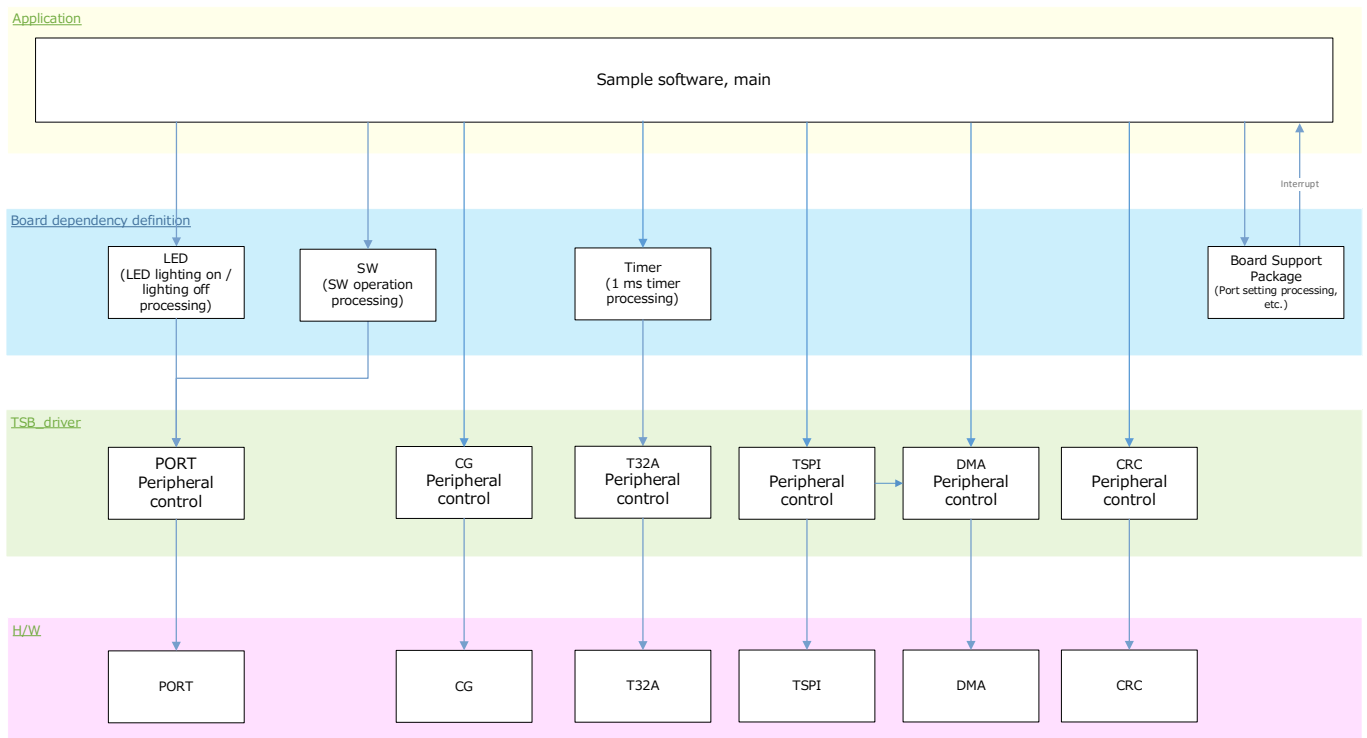 Application
Sample software, main
Interrupt
Board dependency definition
LED
(LED lighting on /
lighting off
processing)
SW
(SW operation
processing)
Timer
(1 ms timer
processing)
Board Support
Package
(Port setting processing,
etc.)
TSB_driver
PORT
Peripheral
control
CG
Peripheral
control
T32A
Peripheral
control
TSPI
Peripheral
control
DMA
Peripheral
control
CRC
Peripheral
control
H/W
PORT
CG
T32A
TSPI
DMA
CRC